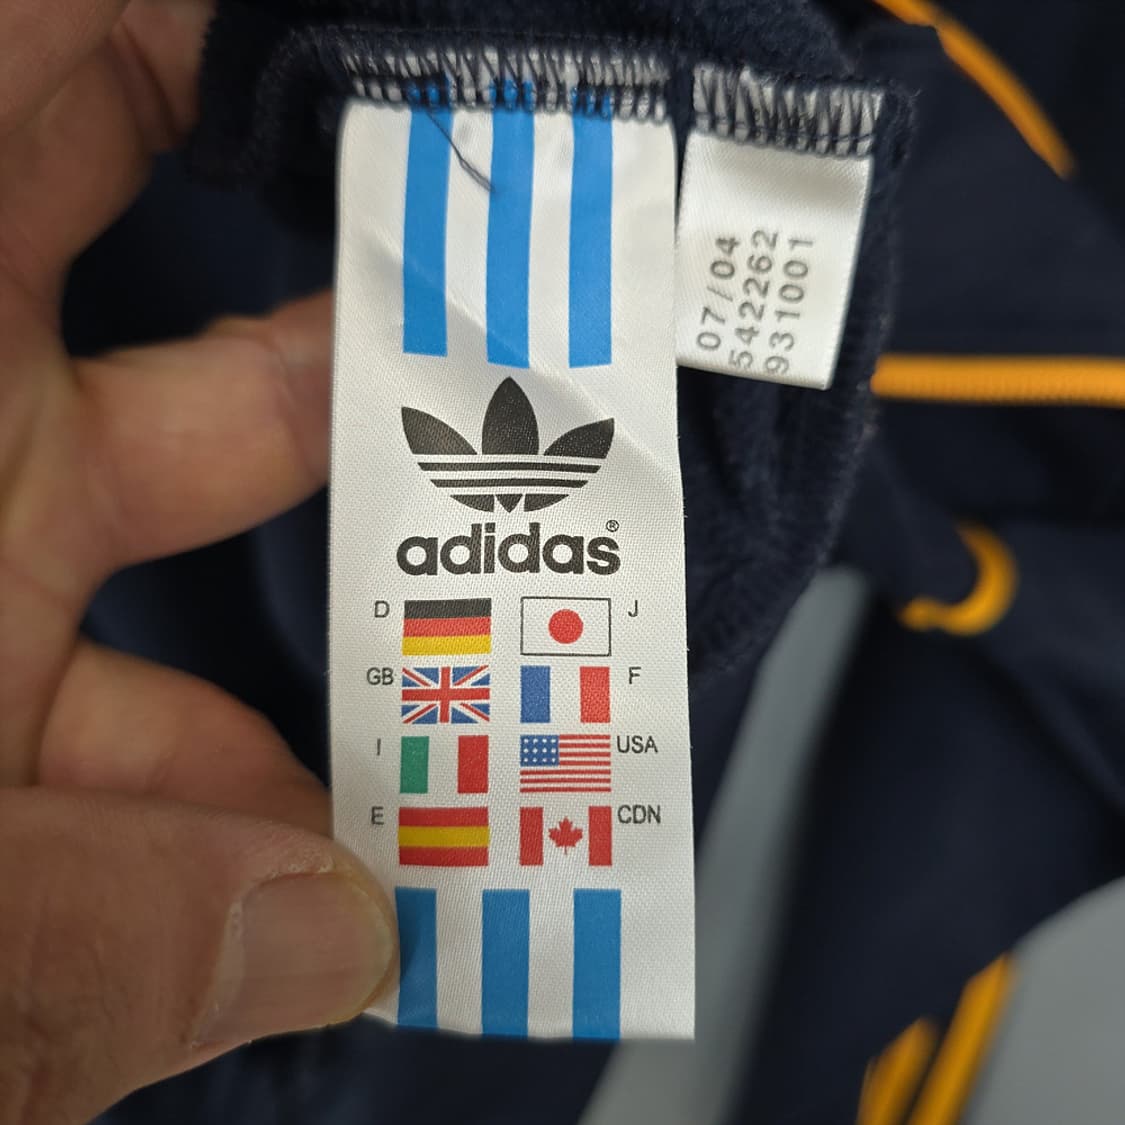 07/04
542262
931001
adidas®
D
J
GB
F
I
USA
E
CDN